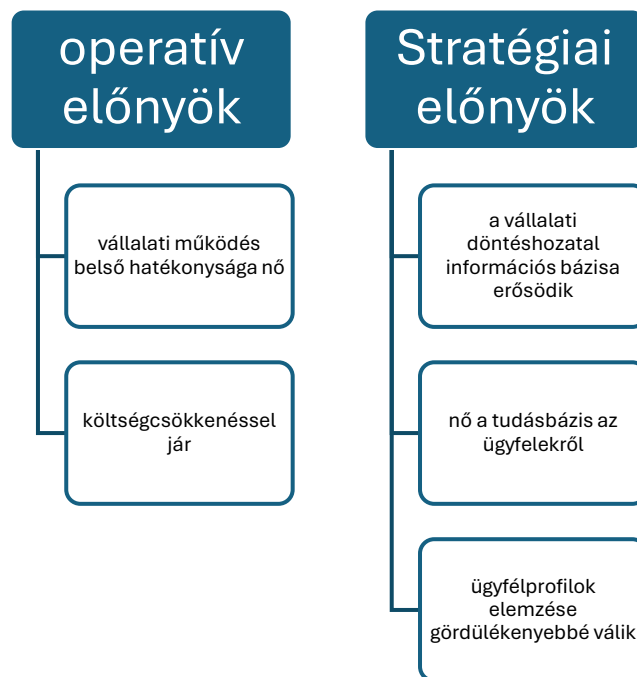 operatív
előnyök
vállalati működés
belső hatékonysága nő
költségcsökkenéssel
jár
Stratégiai
előnyök
a vállalati
döntéshozatal
információs bázisa
erősödik
nő a tudásbázis az
ügyfelekről
ügyfélprofilok
elemzése
gördülékenyebbé válik